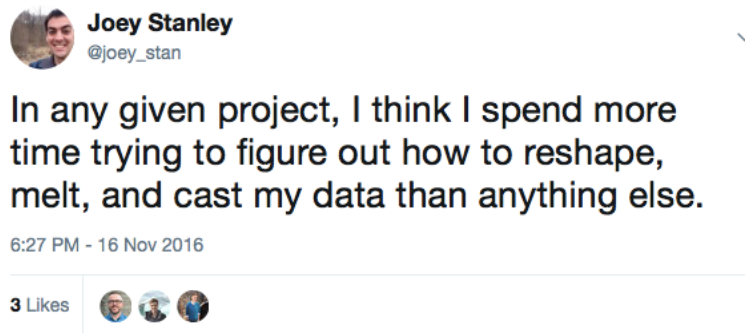 Joey Stanley
@joey_stan
In any given project, I think I spend more
time trying to figure out how to reshape,
melt, and cast my data than anything else.
6:27 PM - 16 Nov 2016
3 Likes